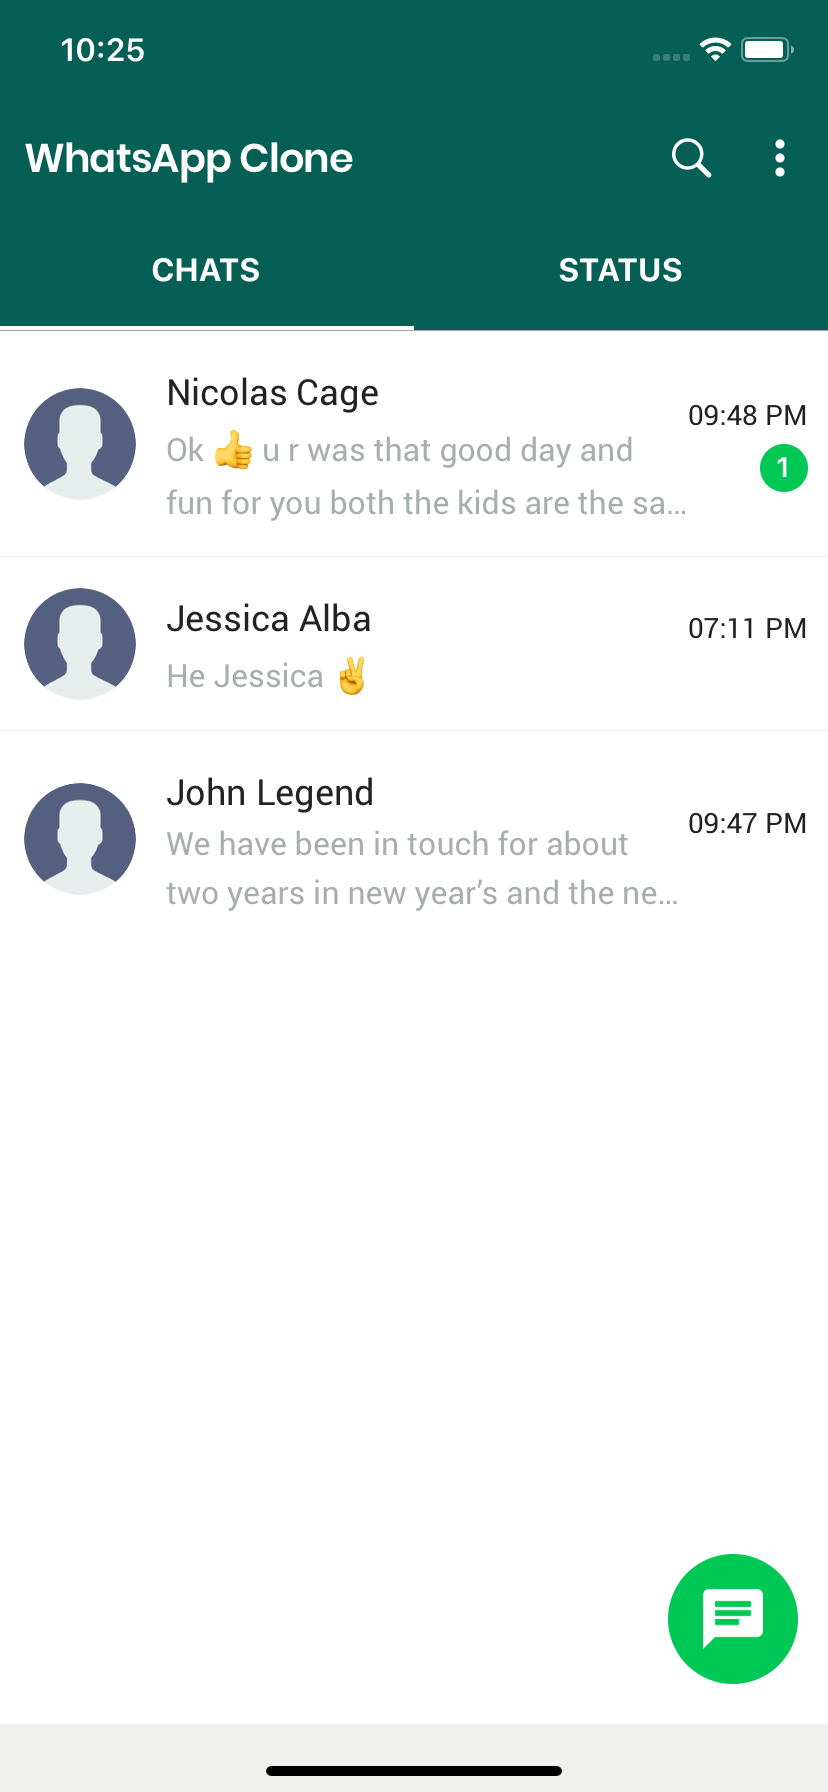 10:25
WhatsApp Clone
CHATS
STATUS
Nicolas Cage
09:48 PM
Ok 👍 u r was that good day and
fun for you both the kids are the sa...
1
Jessica Alba
07:11 PM
He Jessica ✌️
John Legend
09:47 PM
We have been in touch for about
two years in new year’s and the ne...